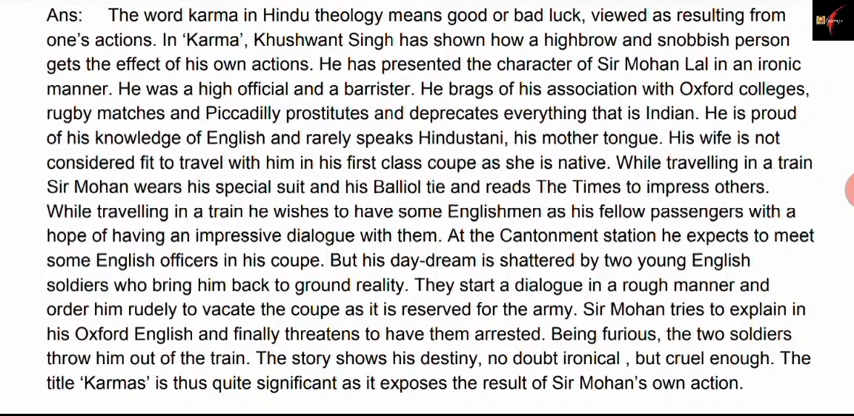 Ans: The word karma in Hindu theology means good or bad luck, viewed as resulting from
one's actions. In 'Karma', Khushwant Singh has shown how a highbrow and snobbish person
gets the effect of his own actions. He has presented the character of Sir Mohan Lal in an ironic
manner. He was a high official and a barrister. He brags of his association with Oxford colleges,
rugby matches and Piccadilly prostitutes and deprecates everything that is Indian. He is proud
of his knowledge of English and rarely speaks Hindustani, his mother tongue. His wife is not
considered fit to travel with him in his first class coupe as she is native. While travelling in a train
Sir Mohan wears his special suit and his Balliol tie and reads The Times to impress others.
While travelling in a train he wishes to have some Englishmen as his fellow passengers with a
hope of having an impressive dialogue with them. At the Cantonment station he expects to meet
some English officers in his coupe. But his day-dream is shattered by two young English
soldiers who bring him back to ground reality. They start a dialogue in a rough manner and
order him rudely to vacate the coupe as it is reserved for the army. Sir Mohan tries to explain in
his Oxford English and finally threatens to have them arrested. Being furious, the two soldiers
throw him out of the train. The story shows his destiny, no doubt ironical , but cruel enough. The
title 'Karmas' is thus quite significant as it exposes the result of Sir Mohan's own action.